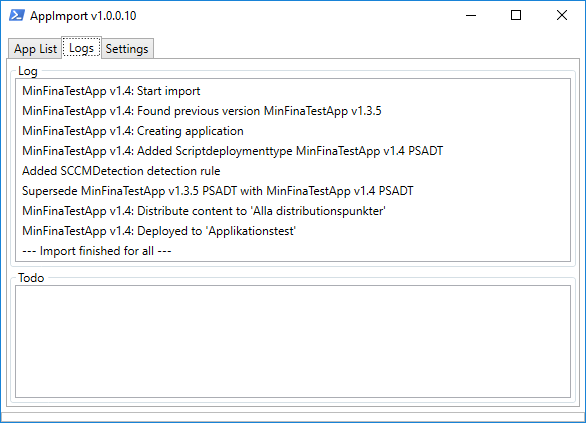 AppImport v1.0.0.10
App List Logs Settings
Log
MinFinaTestApp v1.4: Start import
MinFinaTestApp v1.4: Found previous version MinFinaTestApp v1.3.5
MinFinaTestApp v1.4: Creating application
MinFinaTestApp v1.4: Added Scriptdeploymenttype MinFinaTestApp v1.4 PSADT
Added SCCMDetection detection rule
Supersede MinFinaTestApp v1.3.5 PSADT with MinFinaTestApp v1.4 PSADT
MinFinaTestApp v1.4: Distribute content to 'Alla distributionspunkter'
MinFinaTestApp v1.4: Deployed to 'Applikationstest'
--- Import finished for all ---
Todo